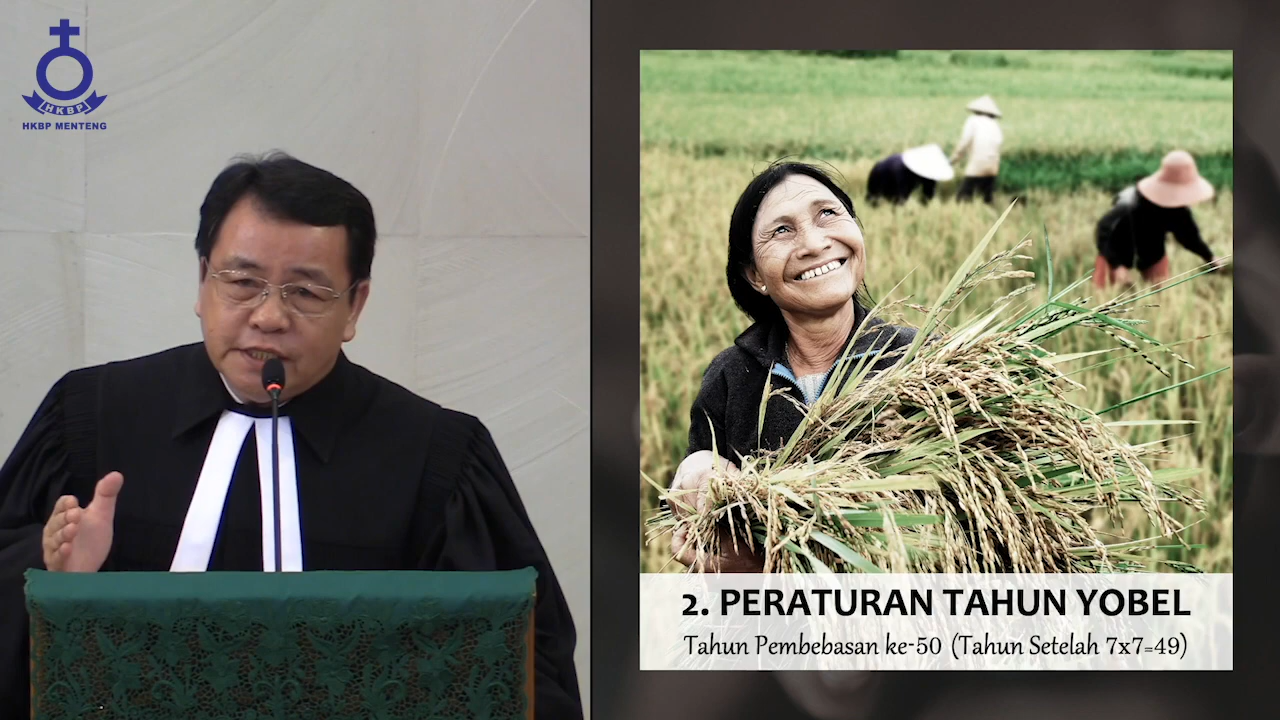 HKBP
HKBP MENTENG
2. PERATURAN TAHUN YOBEL
Tahun Pembebasan ke-50 (Tahun Setelah 7x7=49)